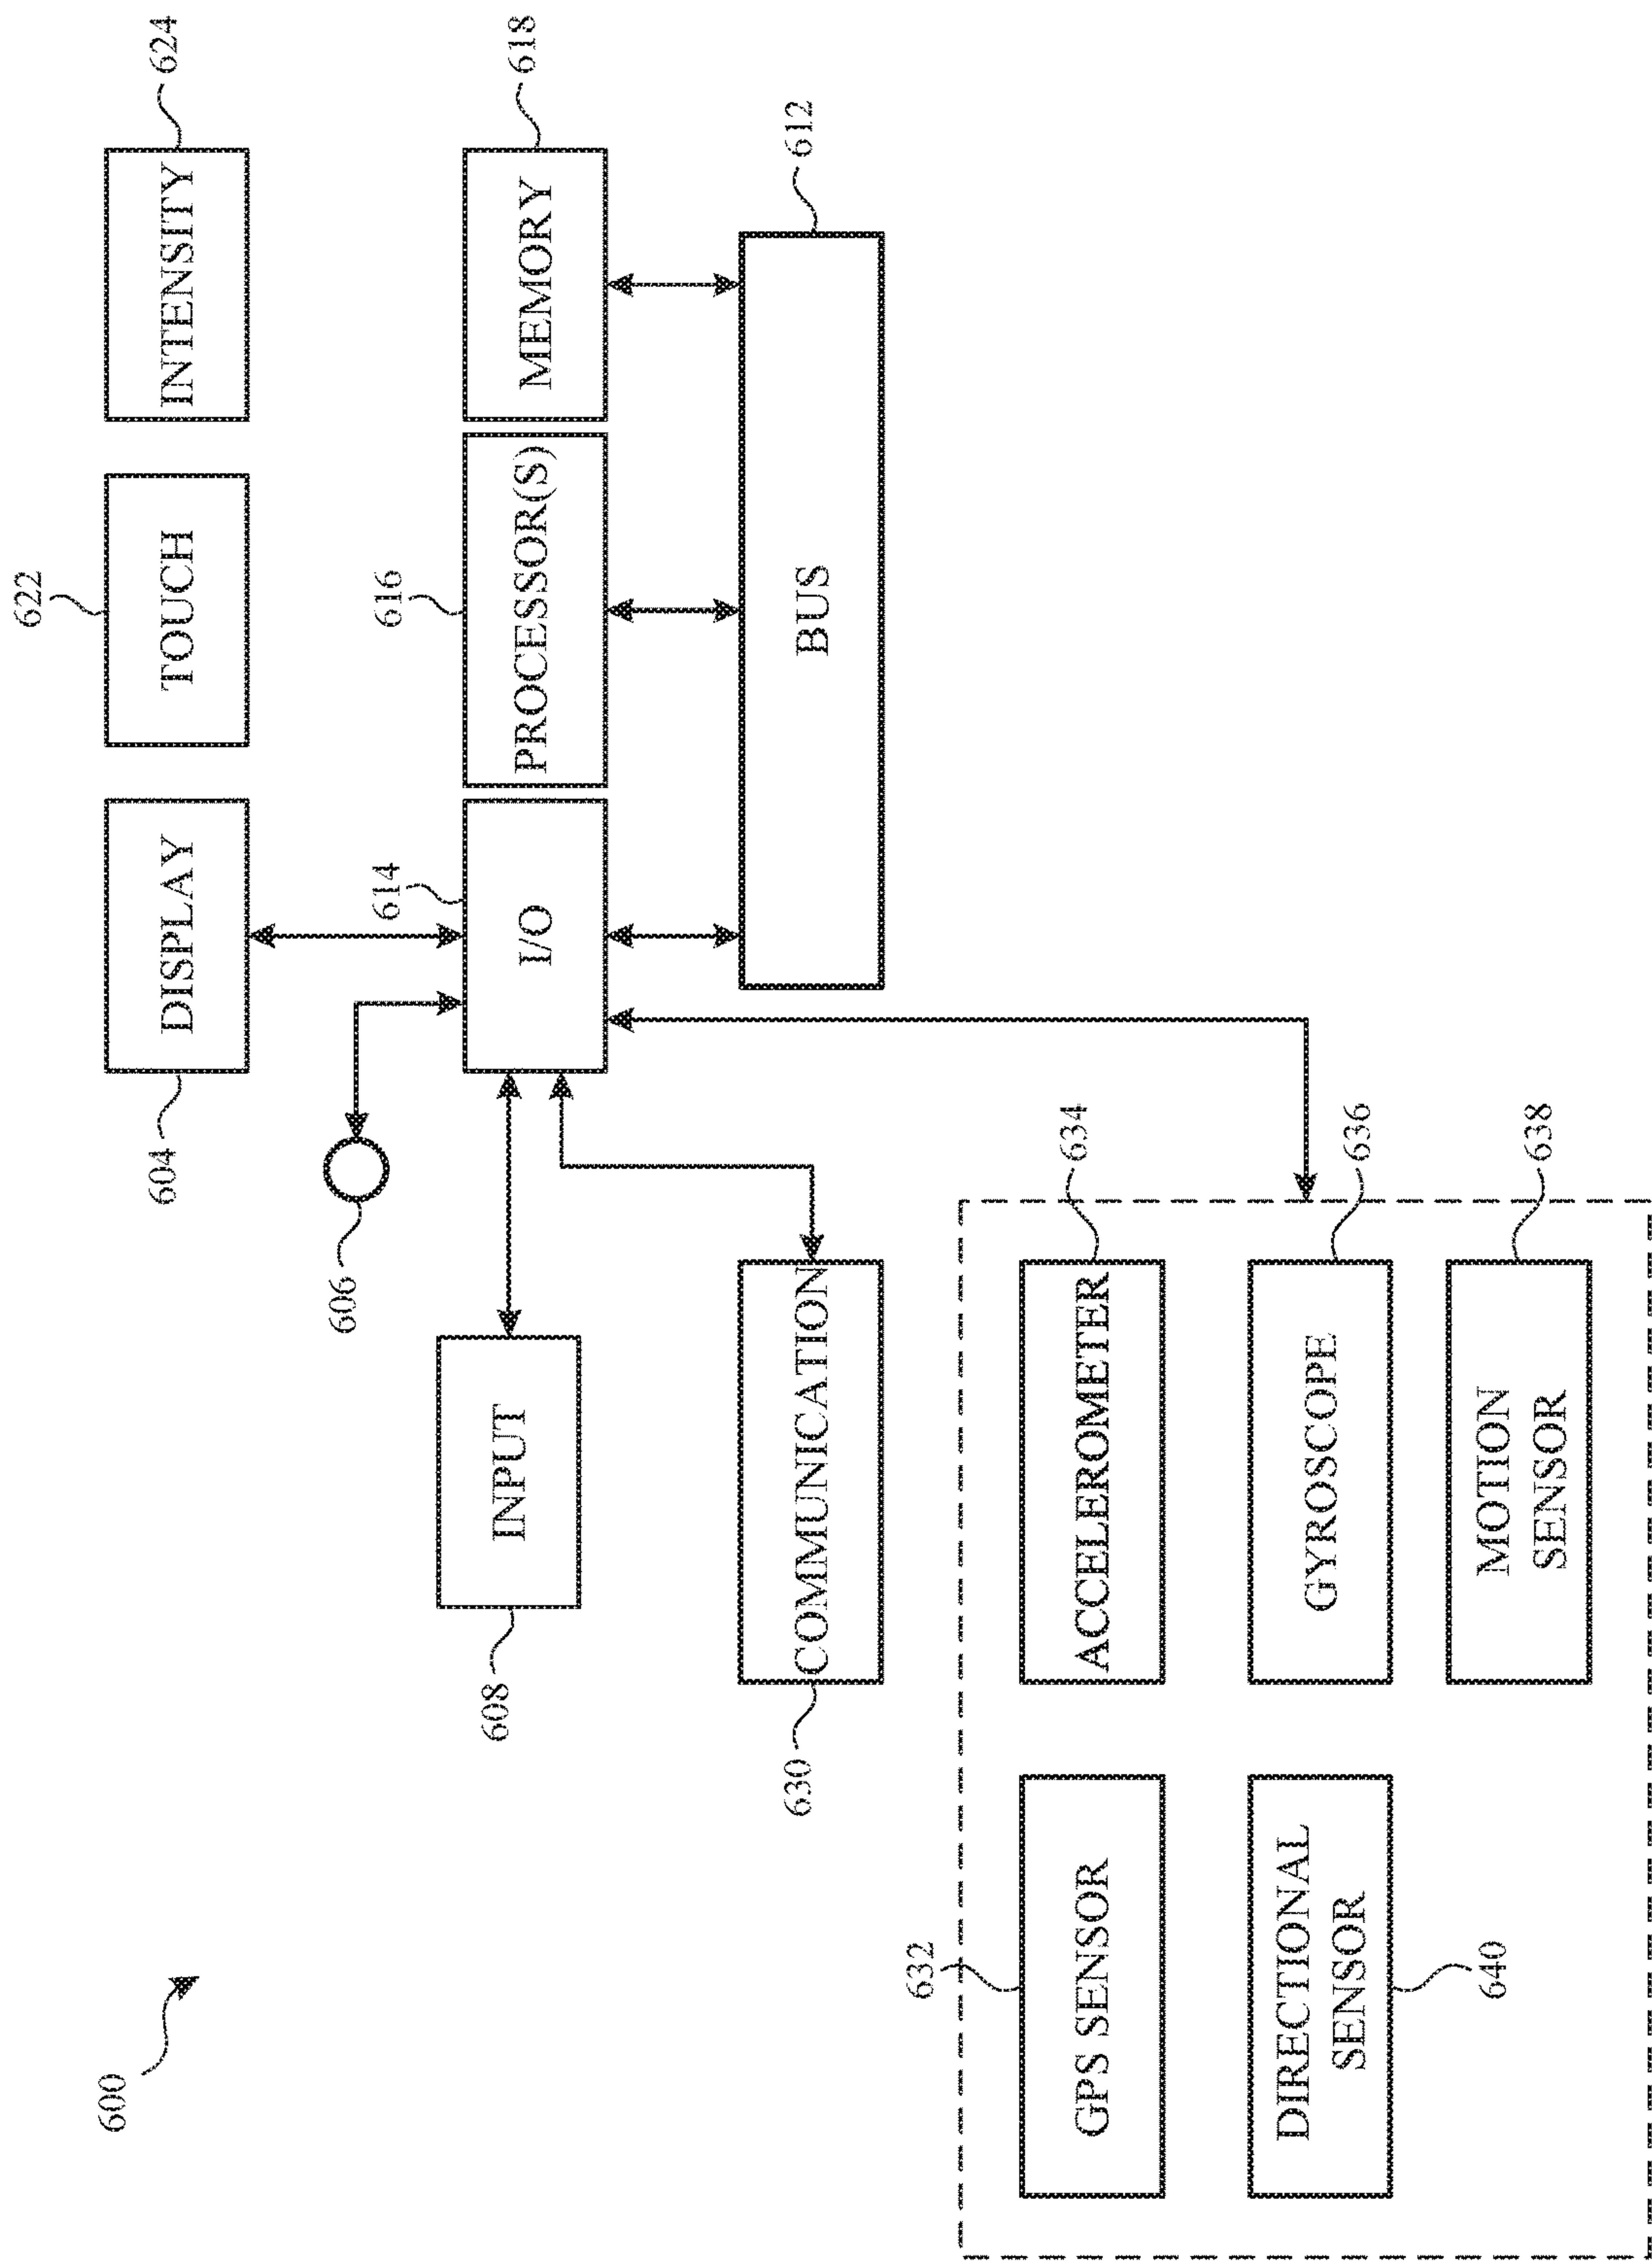 600
622
604
DISPLAY
TOUCH
INTENSITY
624
606
614
616
608
INPUT
I/O
PROCESSOR(S)
MEMORY
618
630
COMMUNICATION
BUS
612
632
GPS SENSOR
ACCELEROMETER
634
DIRECTIONAL
SENSOR
GYROSCOPE
636
640
MOTION
SENSOR
638